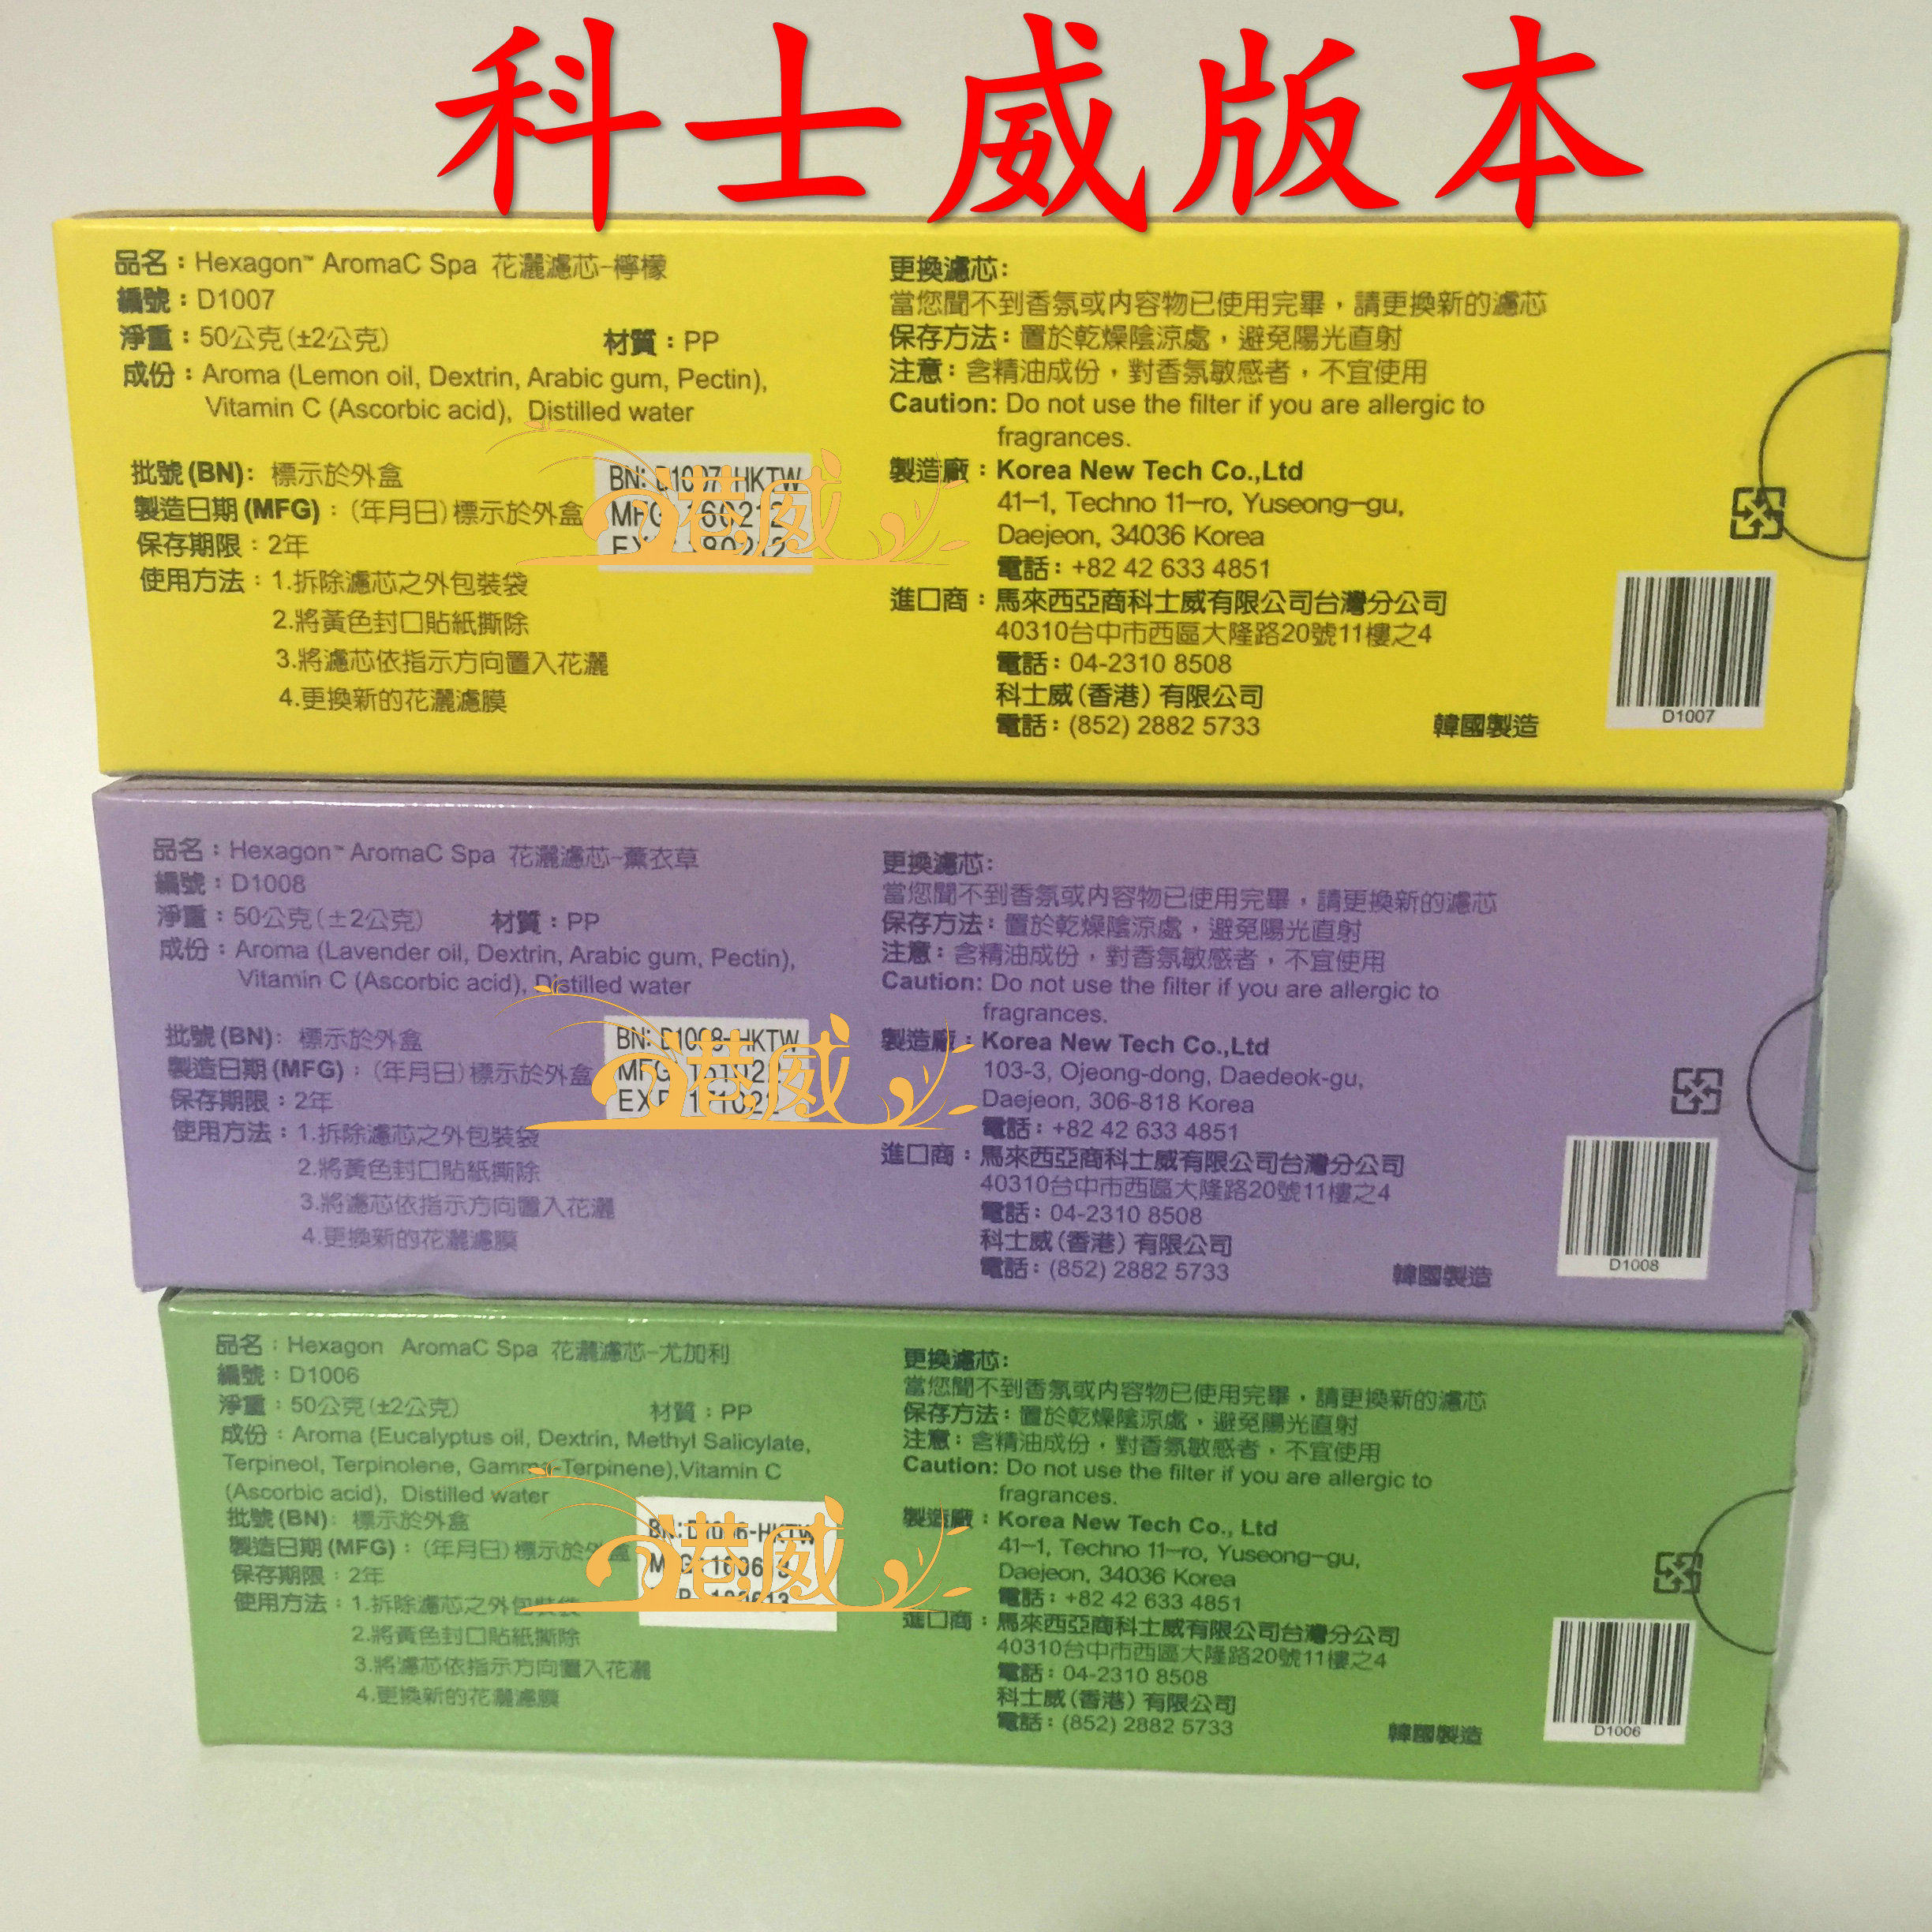 科士威版本
品名：Hexagon™ AromaC Spa 花灑濾芯-檸檬
編號：D1007
淨重：50公克(±2公克) 材質：PP
成份：Aroma (Lemon oil, Dextrin, Arabic gum, Pectin),
Vitamin C (Ascorbic acid), Distilled water
批號(BN)：標示於外盒
製造日期(MFG)：(年月日)標示於外盒
保存期限：2年
使用方法：1.拆除濾芯之外包裝袋
2.將黃色封口貼紙撕除
3.將濾芯依指示方向置入花灑
4.更換新的花灑濾膜
BN: D1007-HKTW
港威
更換濾芯：
當您聞不到香氛或內容物已使用完畢，請更換新的濾芯
保存方法：置於乾燥陰涼處，避免陽光直射
注意：含精油成份，對香氛敏感者，不宜使用
Caution: Do not use the filter if you are allergic to
fragrances.
製造廠：Korea New Tech Co.,Ltd
41-1, Techno 11-ro, Yuseong-gu,
Daejeon, 34036 Korea
電話：+82 42 633 4851
進口商：馬來西亞商科士威有限公司台灣分公司
40310台中市西區大隆路20號11樓之4
電話：04-2310 8508
科士威(香港)有限公司
電話：(852) 2882 5733
韓國製造
D1007
品名：Hexagon™ AromaC Spa 花灑濾芯-薰衣草
編號：D1008
淨重：50公克(±2公克) 材質：PP
成份：Aroma (Lavender oil, Dextrin, Arabic gum, Pectin),
Vitamin C (Ascorbic acid), Distilled water
批號(BN)：標示於外盒
製造日期(MFG)：(年月日)標示於外盒
保存期限：2年
使用方法：1.拆除濾芯之外包裝袋
2.將黃色封口貼紙撕除
3.將濾芯依指示方向置入花灑
4.更換新的花灑濾膜
BN: D1008-HKTW
港威
更換濾芯：
當您聞不到香氛或內容物已使用完畢，請更換新的濾芯
保存方法：置於乾燥陰涼處，避免陽光直射
注意：含精油成份，對香氛敏感者，不宜使用
Caution: Do not use the filter if you are allergic to
fragrances.
製造廠：Korea New Tech Co.,Ltd
103-3, Ojeong-dong, Daedeok-gu,
Daejeon, 306-818 Korea
電話：+82 42 633 4851
進口商：馬來西亞商科士威有限公司台灣分公司
40310台中市西區大隆路20號11樓之4
電話：04-2310 8508
科士威(香港)有限公司
電話：(852) 2882 5733
韓國製造
D1008
品名：Hexagon AromaC Spa 花灑濾芯-尤加利
編號：D1006
淨重：50公克(±2公克) 材質：PP
成份：Aroma (Eucalyptus oil, Dextrin, Methyl Salicylate,
Terpineol, Terpinolene, Gamma-Terpinene),Vitamin C
(Ascorbic acid), Distilled water
批號(BN)：標示於外盒
製造日期(MFG)：(年月日)標示於外盒
保存期限：2年
使用方法：1.拆除濾芯之外包裝袋
2.將黃色封口貼紙撕除
3.將濾芯依指示方向置入花灑
4.更換新的花灑濾膜
BN: D1006-HKTW
港威
更換濾芯：
當您聞不到香氛或內容物已使用完畢，請更換新的濾芯
保存方法：置於乾燥陰涼處，避免陽光直射
注意：含精油成份，對香氛敏感者，不宜使用
Caution: Do not use the filter if you are allergic to
fragrances.
製造廠：Korea New Tech Co., Ltd
41-1, Techno 11-ro, Yuseong-gu,
Daejeon, 34036 Korea
電話：+82 42 633 4851
進口商：馬來西亞商科士威有限公司台灣分公司
40310台中市西區大隆路20號11樓之4
電話：04-2310 8508
科士威(香港)有限公司
電話：(852) 2882 5733
韓國製造
D1006